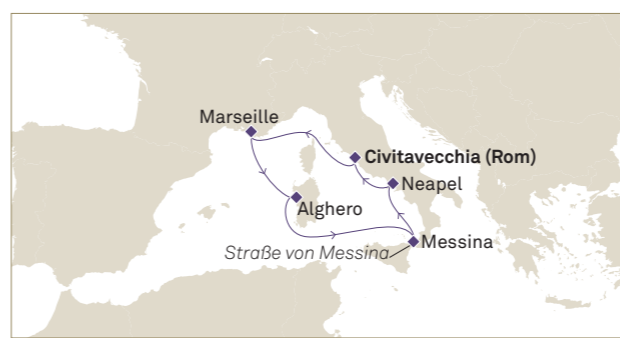 Marseille
Civitavecchia (Rom)
Neapel
Alghero
Messina
Straße von Messina